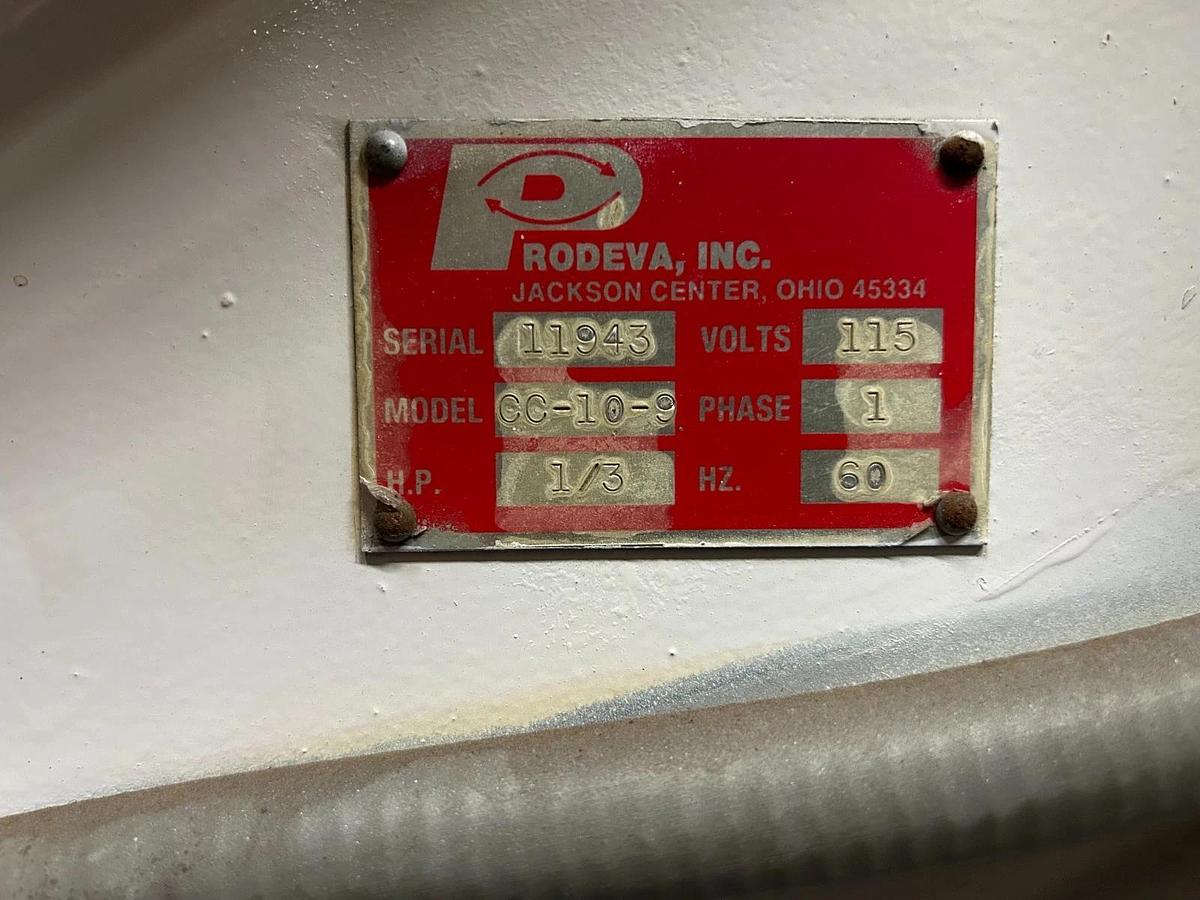 PRODEVA, INC.
JACKSON CENTER, OHIO 45334
SERIAL 11943 VOLTS 115
MODEL CC-10-9 PHASE 1
H.P. 1/3 HZ. 60